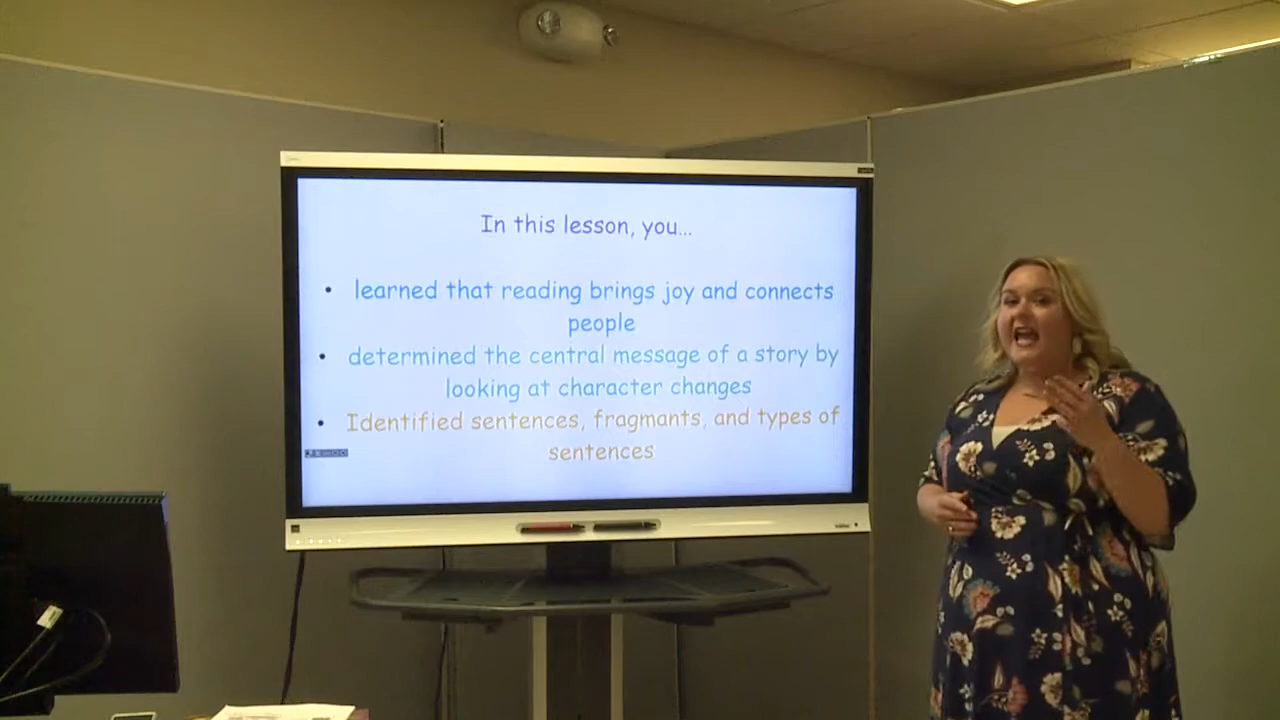 In this lesson, you...
• learned that reading brings joy and connects
people
• determined the central message of a story by
looking at character changes
• Identified sentences, fragmants, and types of
sentences